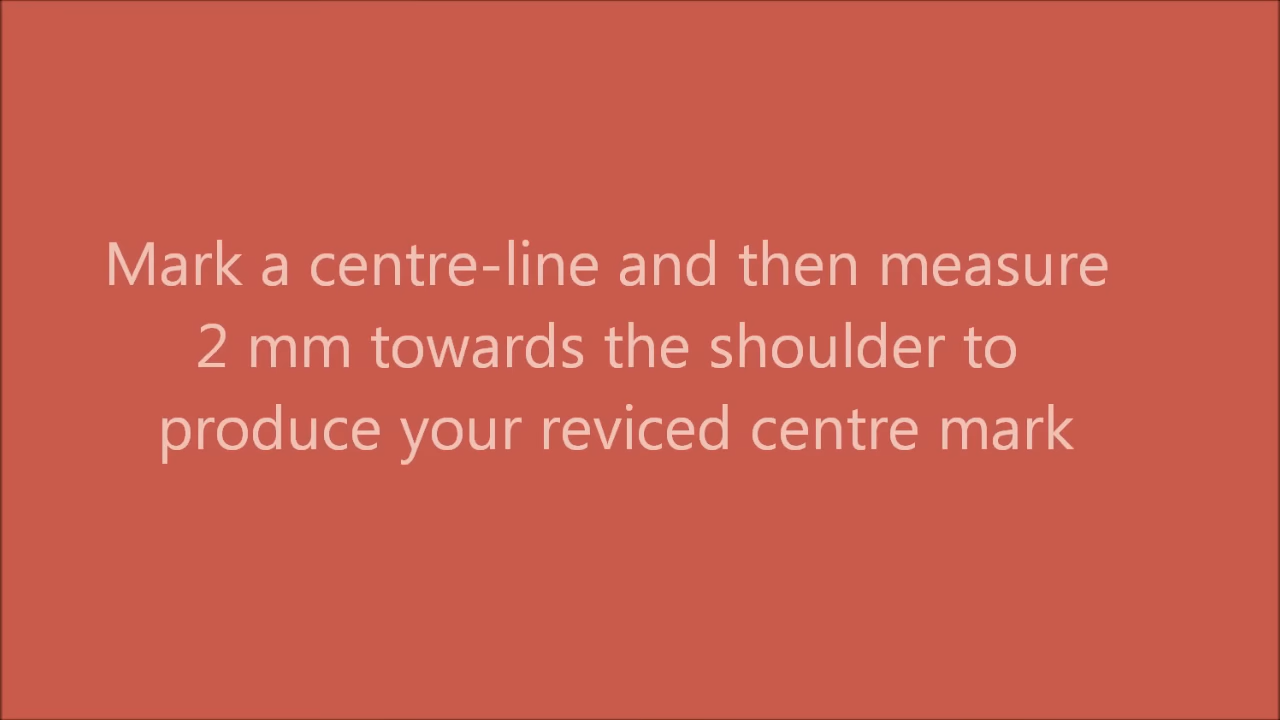 Mark a centre-line and then measure
2 mm towards the shoulder to
produce your reviced centre mark